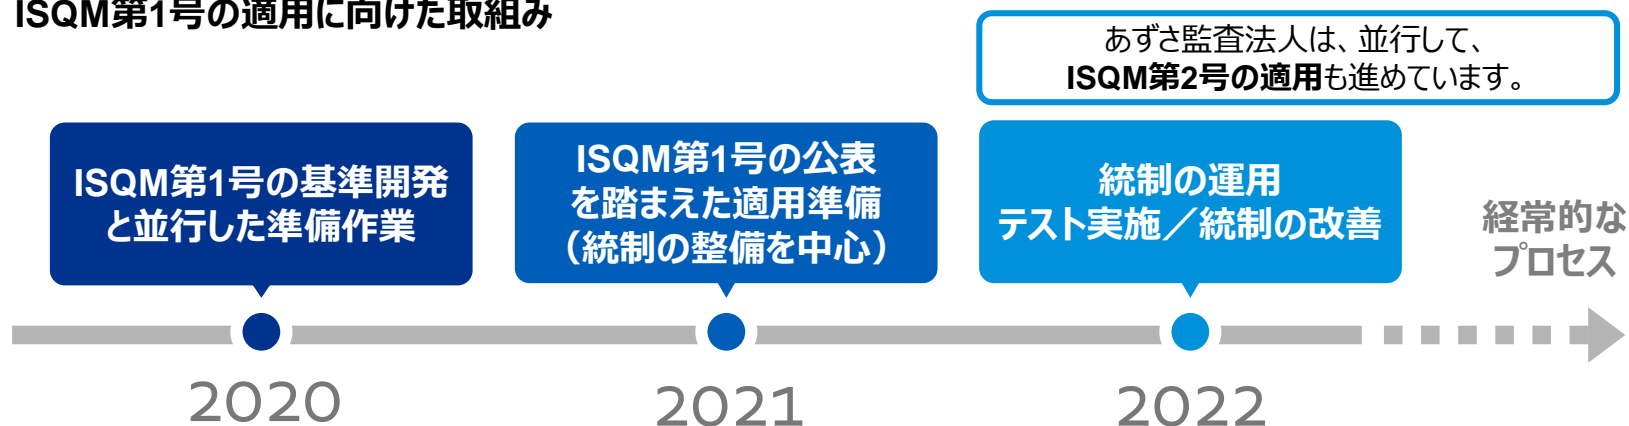 ISQM第1号の適用に向けた取組み
あずさ監査法人は、並行して、
ISQM第2号の適用も進めています。
ISQM第1号の基準開発
と並行した準備作業
ISQM第1号の公表
を踏まえた適用準備
（統制の整備を中心）
統制の運用
テスト実施／統制の改善
経常的な
プロセス
2020
2021
2022